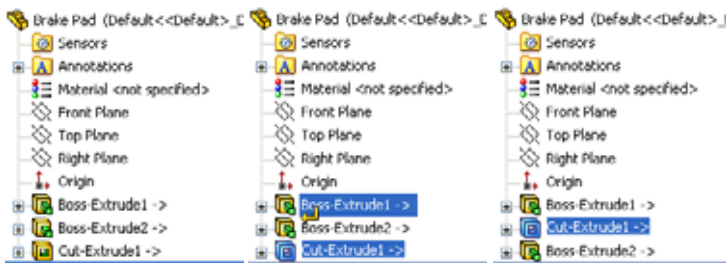 Brake Pad (Default<<Default>_D
Sensors
Annotations
Material <not specified>
Front Plane
Top Plane
Right Plane
Origin
Boss-Extrude1 ->
Boss-Extrude2 ->
Cut-Extrude1 ->
Brake Pad (Default<<Default>_D
Sensors
Annotations
Material <not specified>
Front Plane
Top Plane
Right Plane
Origin
Boss-Extrude1 ->
Boss-Extrude2 ->
Cut-Extrude1 ->
Brake Pad (Default<<Default>_D
Sensors
Annotations
Material <not specified>
Front Plane
Top Plane
Right Plane
Origin
Boss-Extrude1 ->
Cut-Extrude1 ->
Boss-Extrude2 ->